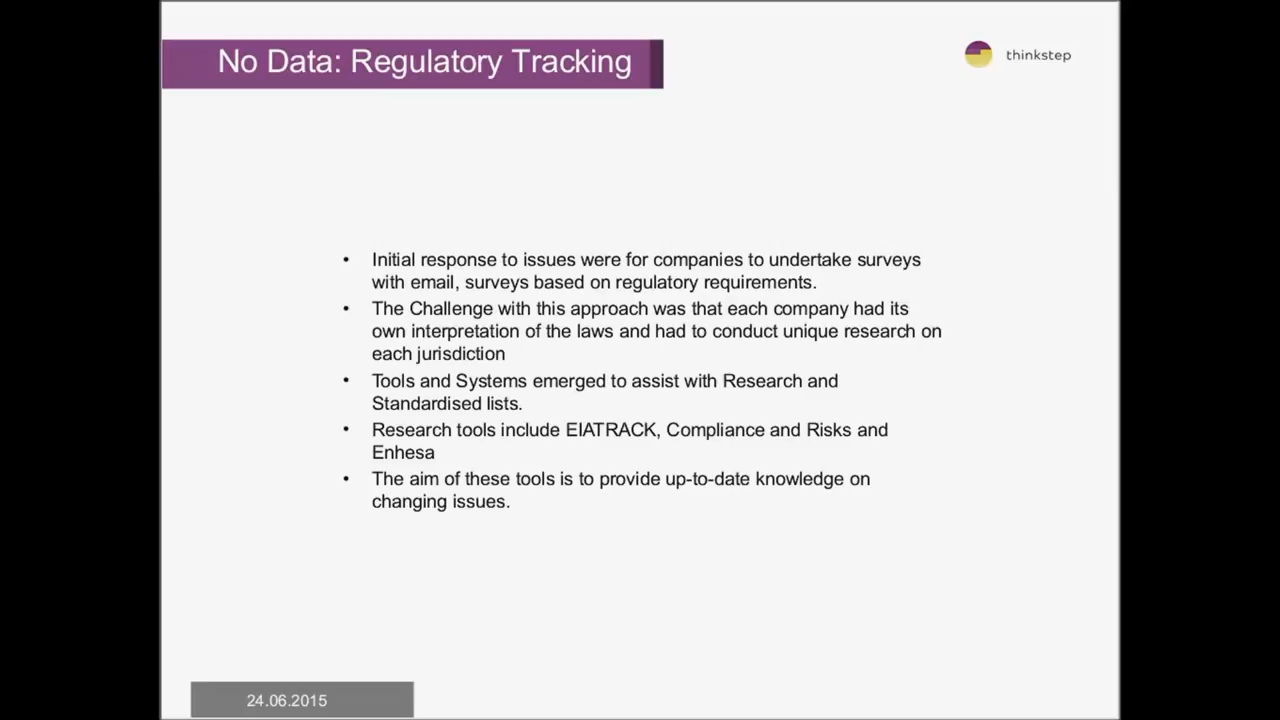 No Data: Regulatory Tracking
thinkstep
• Initial response to issues were for companies to undertake surveys
with email, surveys based on regulatory requirements.
• The Challenge with this approach was that each company had its
own interpretation of the laws and had to conduct unique research on
each jurisdiction
• Tools and Systems emerged to assist with Research and
Standardised lists.
• Research tools include EIATRACK, Compliance and Risks and
Enhesa
• The aim of these tools is to provide up-to-date knowledge on
changing issues.
24.06.2015